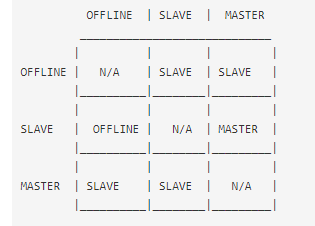 OFFLINE | SLAVE | MASTER
OFFLINE | N/A | SLAVE | SLAVE |
SLAVE | OFFLINE | N/A | MASTER |
MASTER | SLAVE | SLAVE | N/A |